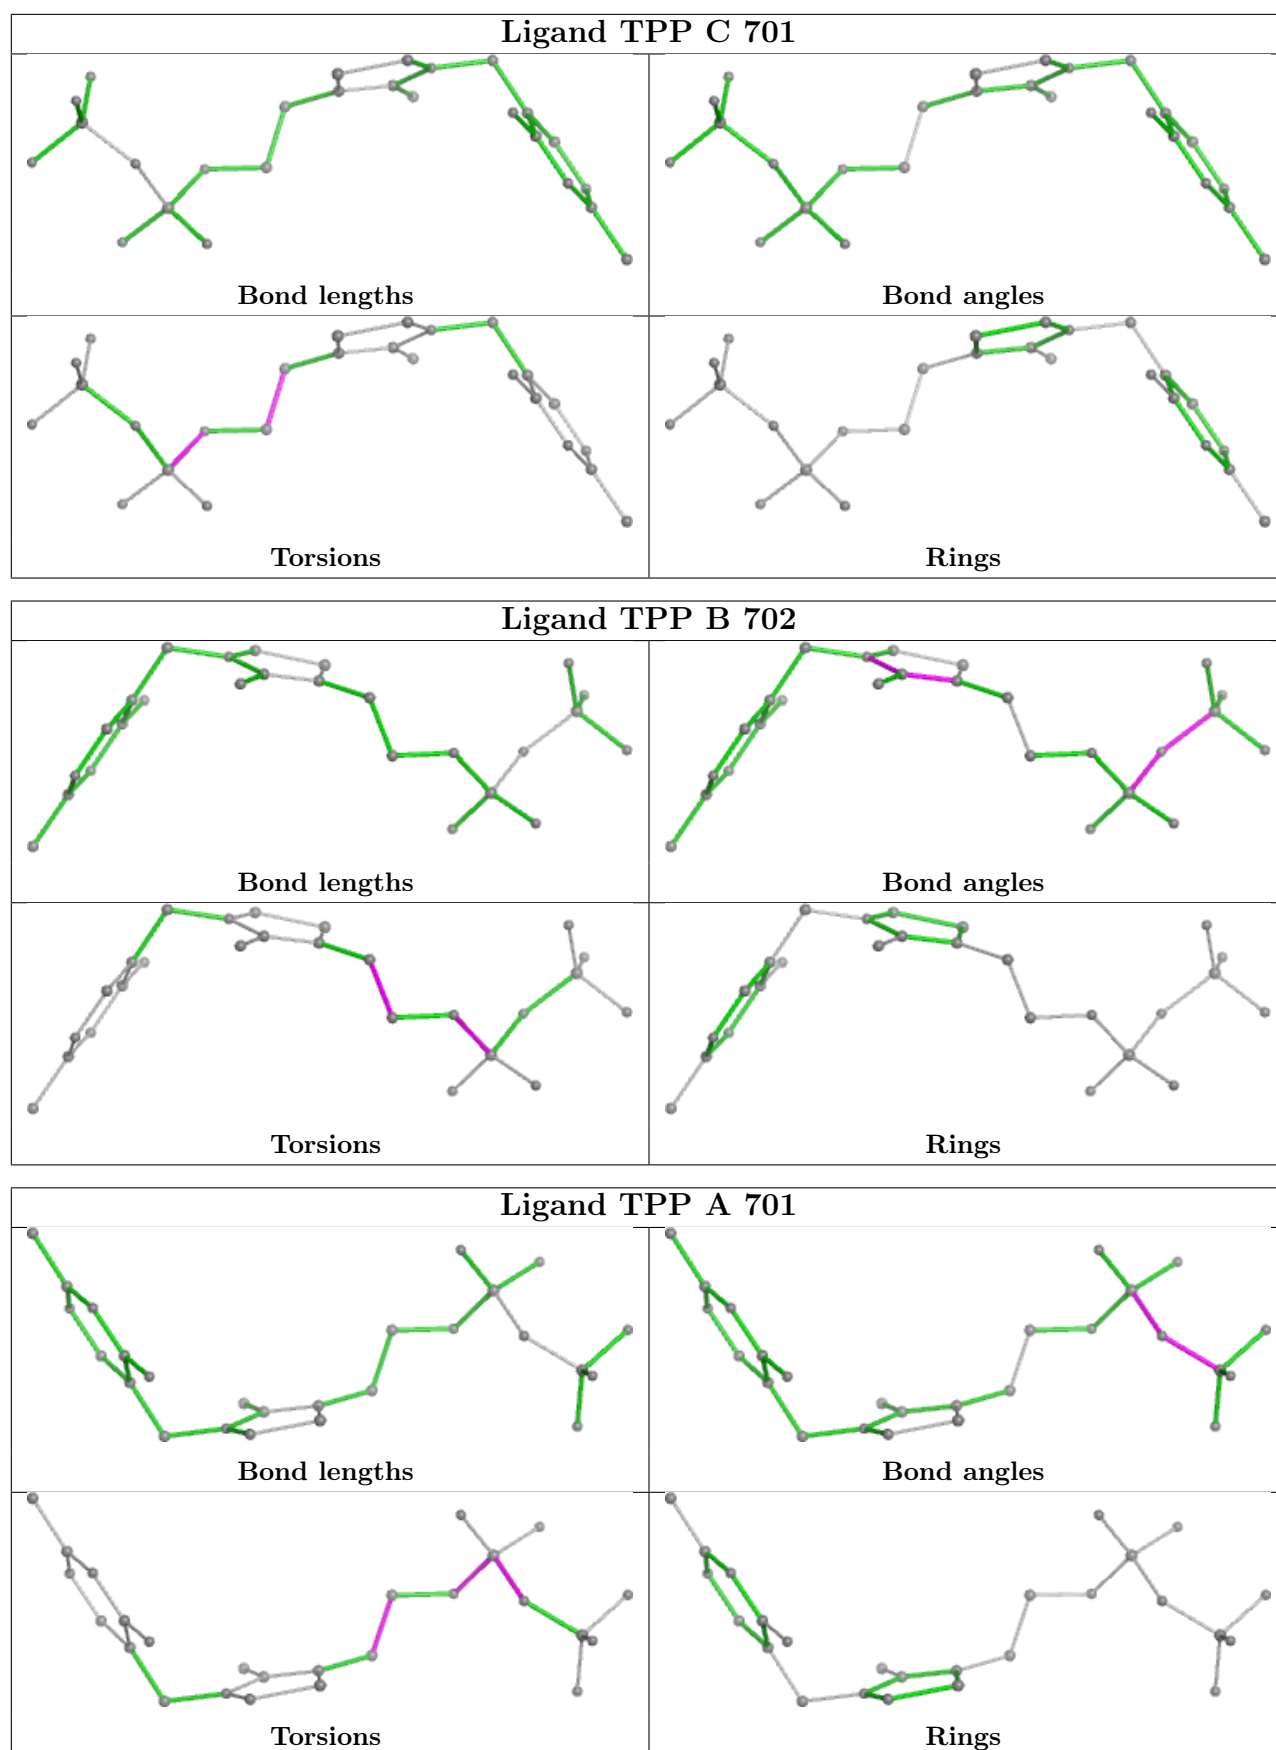 Ligand TPP C 701
Bond lengths
Bond angles
Torsions
Rings
Ligand TPP B 702
Bond lengths
Bond angles
Torsions
Rings
Ligand TPP A 701
Bond lengths
Bond angles
Torsions
Rings